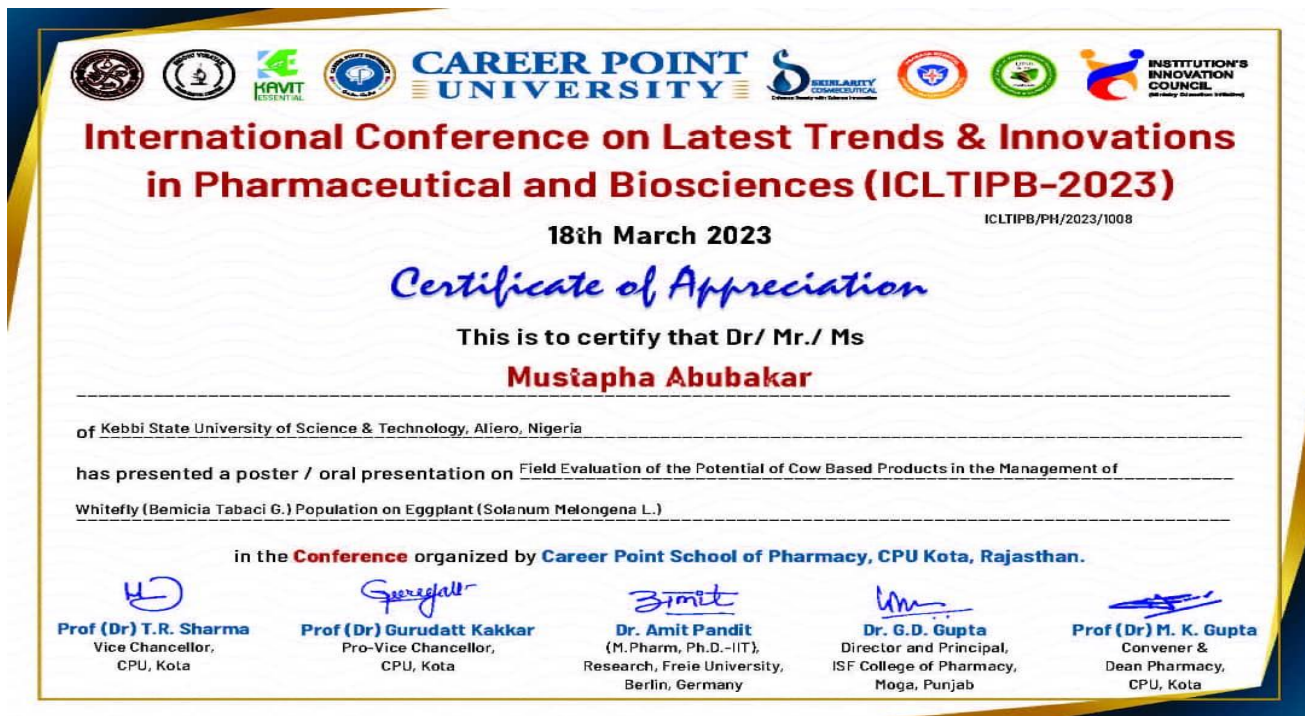 KAVIT
ESSENTIAL
CAREER POINT
UNIVERSITY
SKINLARITY
COSMECEUTICAL
INSTITUTION'S
INNOVATION
COUNCIL
(Ministry Education Initiative)
International Conference on Latest Trends & Innovations
in Pharmaceutical and Biosciences (ICLTIPB-2023)
ICLTIPB/PH/2023/1008
18th March 2023
Certificate of Appreciation
This is to certify that Dr/ Mr./ Ms
Mustapha Abubakar
of Kebbi State University of Science & Technology, Aliero, Nigeria
has presented a poster / oral presentation on Field Evaluation of the Potential of Cow Based Products in the Management of
Whitefly (Bemicia Tabaci G.) Population on Eggplant (Solanum Melongena L.)
in the Conference organized by Career Point School of Pharmacy, CPU Kota, Rajasthan.
Prof (Dr) T.R. Sharma
Vice Chancellor,
CPU, Kota
Prof (Dr) Gurudatt Kakkar
Pro-Vice Chancellor,
CPU, Kota
Dr. Amit Pandit
(M.Pharm, Ph.D.-IIT),
Research, Freie University,
Berlin, Germany
Dr. G.D. Gupta
Director and Principal,
ISF College of Pharmacy,
Moga, Punjab
Prof (Dr) M. K. Gupta
Convener &
Dean Pharmacy,
CPU, Kota